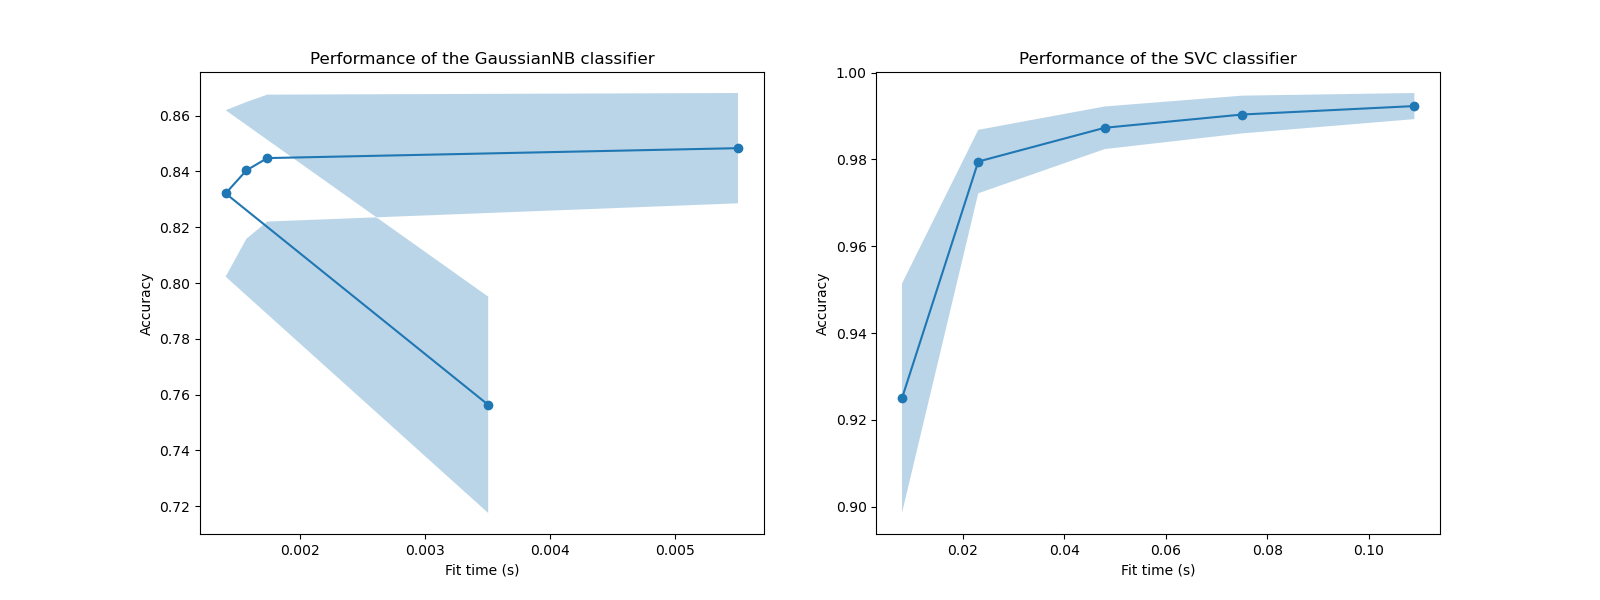 Performance of the GaussianNB classifier
0.86
0.84
0.82
0.80
0.78
0.76
0.74
0.72
Accuracy
0.002 0.003 0.004 0.005
Fit time (s)
Performance of the SVC classifier
1.00
0.98
0.96
0.94
0.92
0.90
Accuracy
0.02 0.04 0.06 0.08 0.10
Fit time (s)